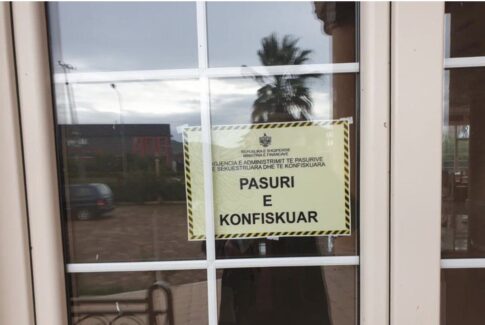 REPUBLIKA E SHQIPERISE
MINISTRIA E FINANCAVE
AGJENCIA E ADMINISTRIMIT TE PASURIVE
TE SEKUESTRUARA DHE TE KONFISKUARA
PASURI
E
KONFISKUAR